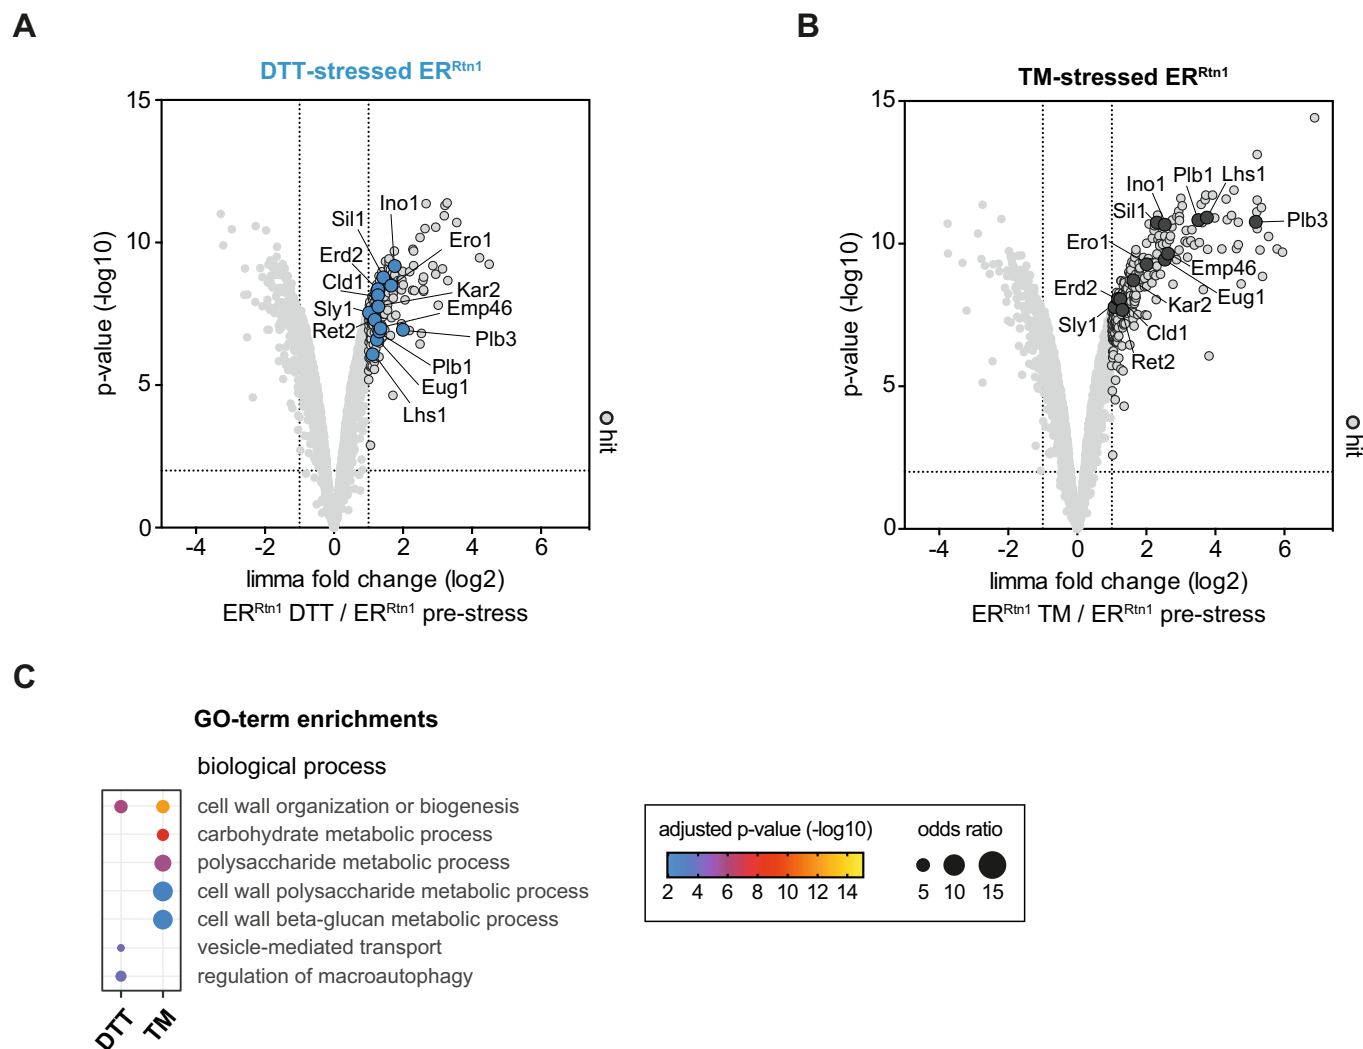 A
DTT-stressed ER^Rtn1
15
10
5
0
p-value (-log10)
Ino1
Sil1
Ero1
Erd2
Cld1
Kar2
Sly1
Emp46
Ret2
Plb3
Plb1
Eug1
Lhs1
-4 -2 0 2 4 6
limma fold change (log2)
ER^Rtn1 DTT / ER^Rtn1 pre-stress
hit
B
TM-stressed ER^Rtn1
15
10
5
0
p-value (-log10)
Plb1 Lhs1
Ino1
Sil1
Plb3
Ero1
Emp46
Erd2
Eug1
Kar2
Sly1
Cld1
Ret2
-4 -2 0 2 4 6
limma fold change (log2)
ER^Rtn1 TM / ER^Rtn1 pre-stress
hit
C
GO-term enrichments
biological process
cell wall organization or biogenesis
carbohydrate metabolic process
polysaccharide metabolic process
cell wall polysaccharide metabolic process
cell wall beta-glucan metabolic process
vesicle-mediated transport
regulation of macroautophagy
DTT TM
adjusted p-value (-log10)
2 4 6 8 10 12 14
odds ratio
5 10 15